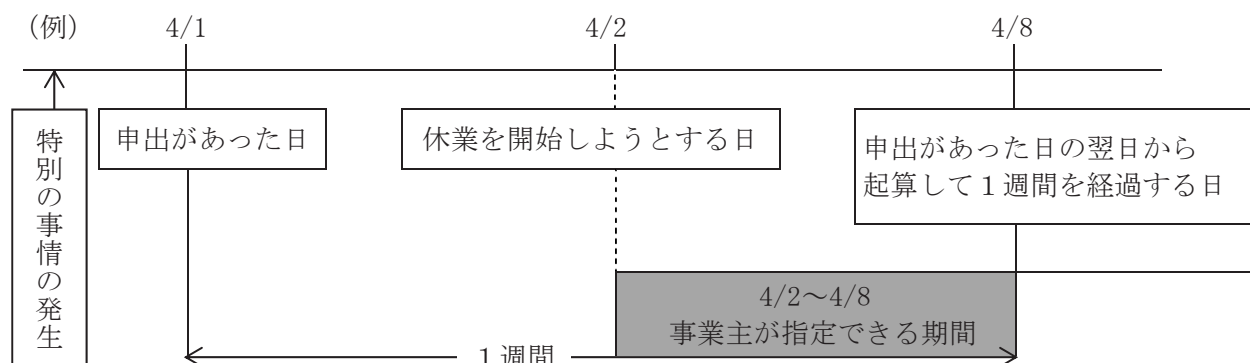 (例)
4/1
4/2
4/8
特別の事情の発生
申出があった日
休業を開始しようとする日
申出があった日の翌日から
起算して１週間を経過する日
4/2～4/8
事業主が指定できる期間
１週間